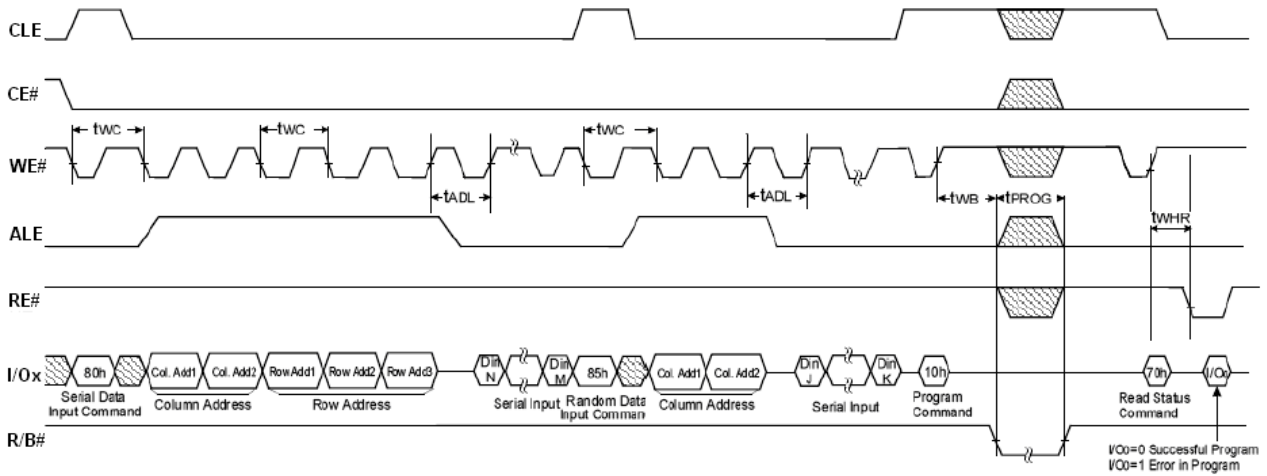 CLE
CE#
tWC tWC tWC
WE#
tADL tADL tWB tPROG
tWHR
ALE
RE#
I/Ox 80h Col. Add1 Col. Add2 Row Add1 Row Add2 Row Add3 Din N Din M 85h Col. Add1 Col. Add2 Din J Din K 10h 70h I/O0
Serial Data Input Command Column Address Row Address Serial Input Random Data Input Command Column Address Serial Input Program Command Read Status Command
R/B#
I/O0=0 Successful Program
I/O0=1 Error in Program